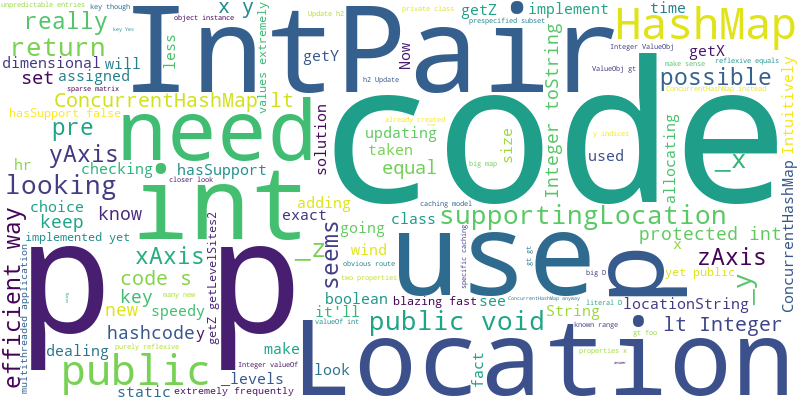 unpredictable entries
key though
object instance
private class
prespecified subset
Update h2
key Yes
x y
IntPair
getZ
implement
time
HashMap
Integer ValueObj
really
return
less
getY
Now
h2 Update
ValueObj gt
getX
reflexive equals
make sense
dimensional
will
set
assigned
sparse matrix
values extremely
possible
ConcurrentHashMap instead
ConcurrentHashMap
lt
code
need
hasSupport false
already created
pre
updating
taken
solution
size
Integer toString
y indices
used
allocating
_x
Intuitively
yAxis
hr
checking
hasSupport
equal
big map
looking
closer look
choice
know
keep
int
adding
exact
caching model
class
supportingLocation
efficient way
implemented yet
xAxis
_z
seems
going
wind
use
specific caching
protected int
x
yet public
zAxis
_y
ConcurrentHashMap
obvious route
two properties
multithreaded application
p
p
code s
key
new
speedy
getZ getLevelSites2
boolean
blazing fast
see
gt gt
ConcurrentHashMap anyway
String
g
big D
literal D
locationString
many new
hashcode
y
it'll
valueOf int
public void
known range
lt Integer
dealing
_levels
purely reflexive
make
Integer valueOf
look
fact
Location
gt foo
properties x
public
static
extremely frequently
answer